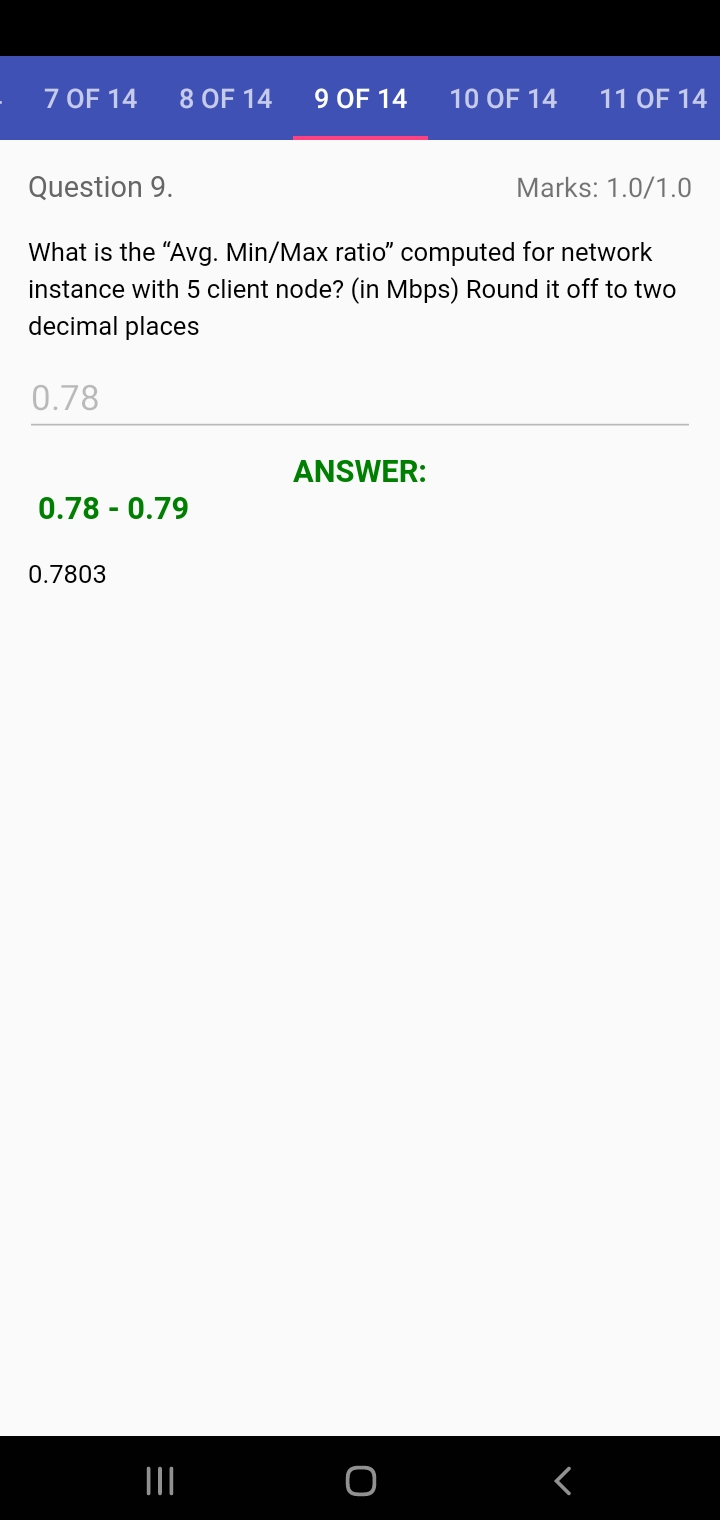 7 OF 14 8 OF 14 9 OF 14 10 OF 14 11 OF 14
Question 9. Marks: 1.0/1.0
What is the “Avg. Min/Max ratio” computed for network
instance with 5 client node? (in Mbps) Round it off to two
decimal places
0.78
ANSWER:
0.78 - 0.79
0.7803